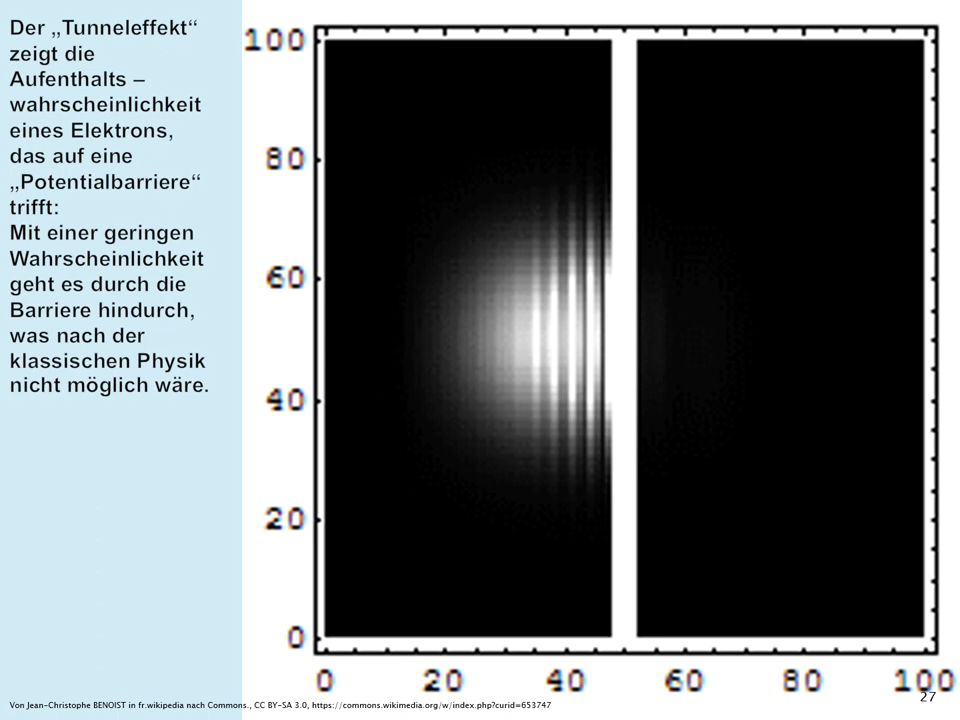 Der „Tunneleffekt“
zeigt die
Aufenthalts –
wahrscheinlichkeit
eines Elektrons,
das auf eine
„Potentialbarriere“
trifft:
Mit einer geringen
Wahrscheinlichkeit
geht es durch die
Barriere hindurch,
was nach der
klassischen Physik
nicht möglich wäre.
100
80
60
40
20
0
0 20 40 60 80 100
27
Von Jean-Christophe BENOIST in fr.wikipedia nach Commons., CC BY-SA 3.0, https://commons.wikimedia.org/w/index.php?curid=653747